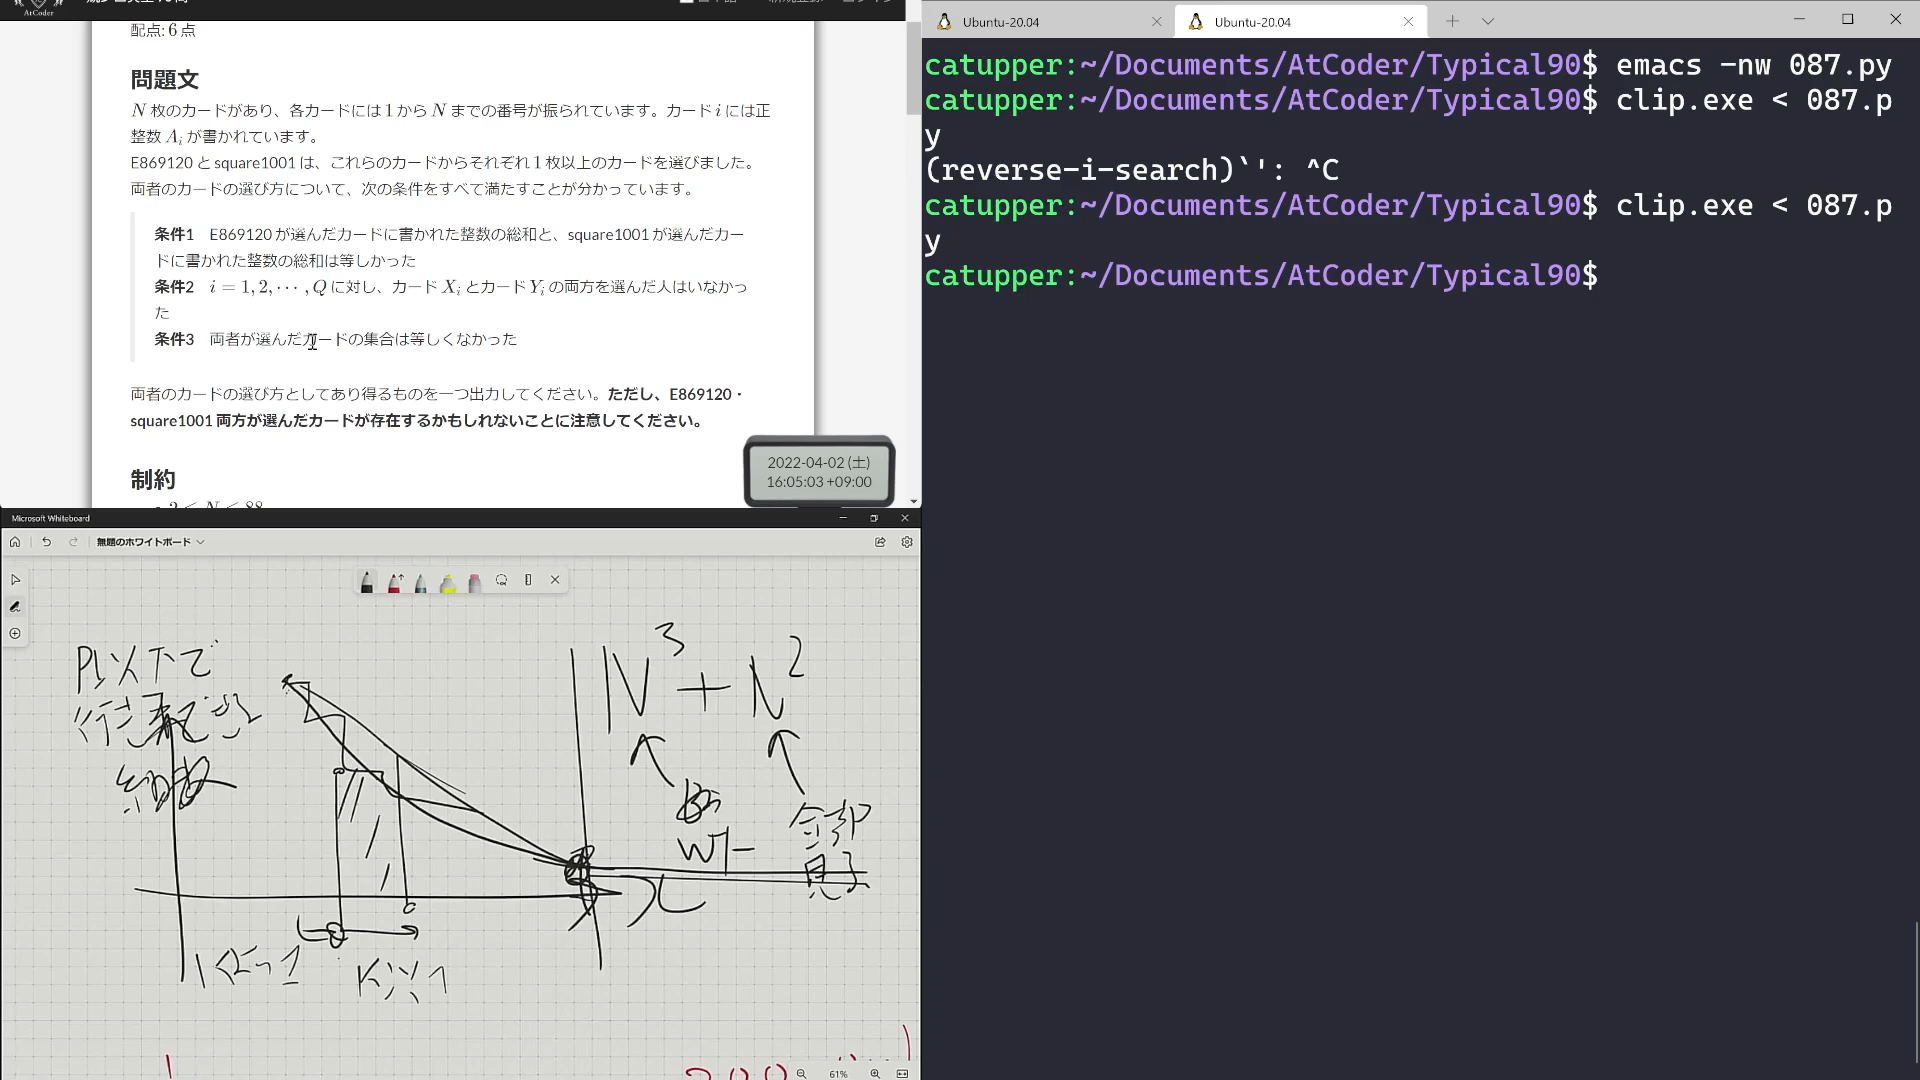 AtCoder
配点: 6 点
問題文
N 枚のカードがあり、各カードには 1 から N までの番号が振られています。カード i には正
整数 A_i が書かれています。
E869120 と square1001 は、これらのカードからそれぞれ 1 枚以上のカードを選びました。
両者のカードの選び方について、次の条件をすべて満たすことが分かっています。
条件1 E869120 が選んだカードに書かれた整数の総和と、square1001 が選んだカー
ドに書かれた整数の総和は等しかった
条件2 i = 1, 2, ⋯ , Q に対し、カード X_i とカード Y_i の両方を選んだ人はいなかっ
た
条件3 両者が選んだカードの集合は等しくなかった
両者のカードの選び方としてあり得るものを一つ出力してください。ただし、E869120・
square1001 両方が選んだカードが存在するかもしれないことに注意してください。
制約
2 ≤ N ≤ 88
2022-04-02 (土)
16:05:03 +09:00
Microsoft Whiteboard
無題のホワイトボード
P以下で
N^3 + N^2
全部
見る
61%
Ubuntu-20.04
Ubuntu-20.04
catupper:~/Documents/AtCoder/Typical90$ emacs -nw 087.py
catupper:~/Documents/AtCoder/Typical90$ clip.exe < 087.p
y
(reverse-i-search)`': ^C
catupper:~/Documents/AtCoder/Typical90$ clip.exe < 087.p
y
catupper:~/Documents/AtCoder/Typical90$